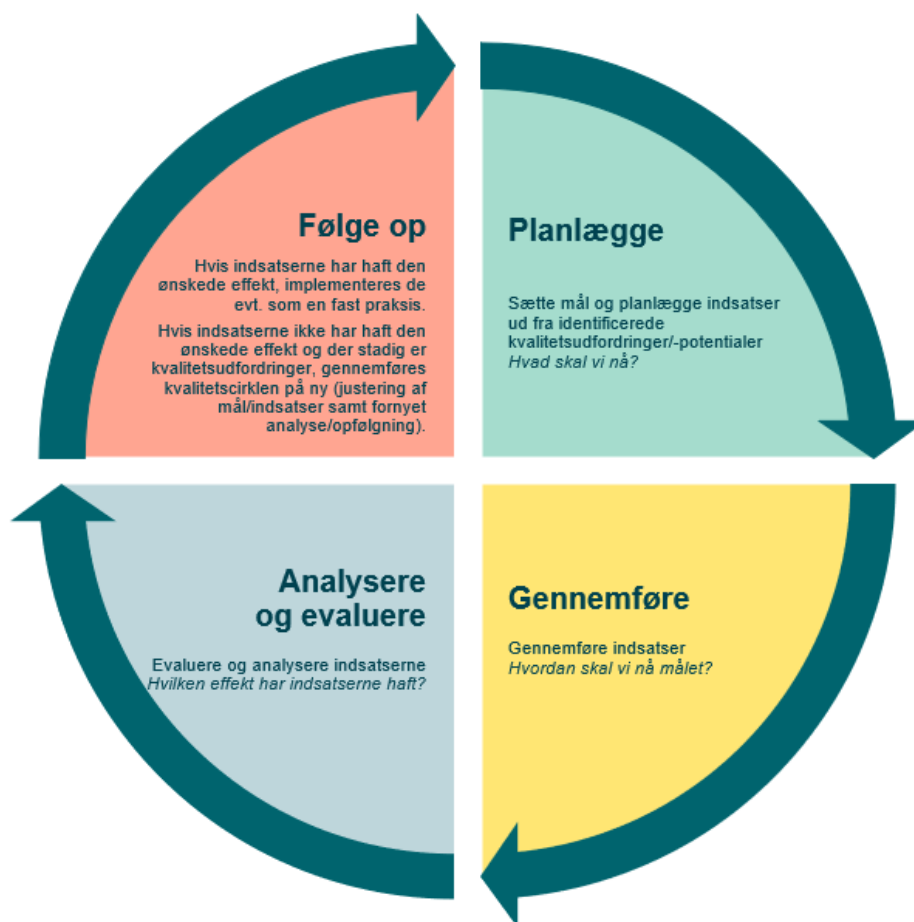 Følge op
Hvis indsatserne har haft den
ønskede effekt, implementeres de
evt. som en fast praksis.
Hvis indsatserne ikke har haft den
ønskede effekt og der stadig er
kvalitetsudfordringer, gennemføres
kvalitetscirklen på ny (justering af
mål/indsatser samt fornyet
analyse/opfølgning).
Planlægge
Sætte mål og planlægge indsatser
ud fra identificerede
kvalitetsudfordringer/-potentialer
Hvad skal vi nå?
Analysere
og evaluere
Evaluere og analysere indsatserne
Hvilken effekt har indsatserne haft?
Gennemføre
Gennemføre indsatser
Hvordan skal vi nå målet?